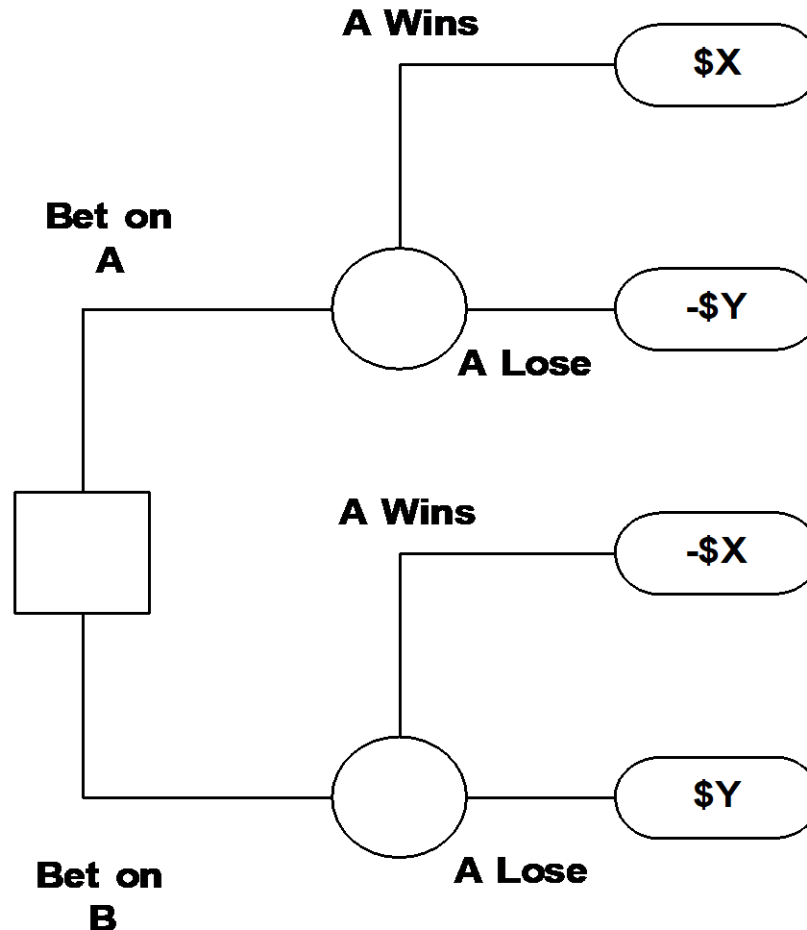 A Wins
$X
Bet on
A
-$Y
A Lose
A Wins
-$X
$Y
A Lose
Bet on
B